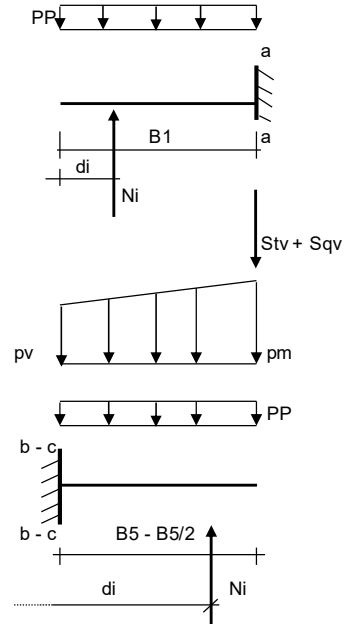 PP
a
B1
a
di
Ni
Stv + Sqv
pv
pm
PP
b - c
b - c
B5 - B5/2
di
Ni